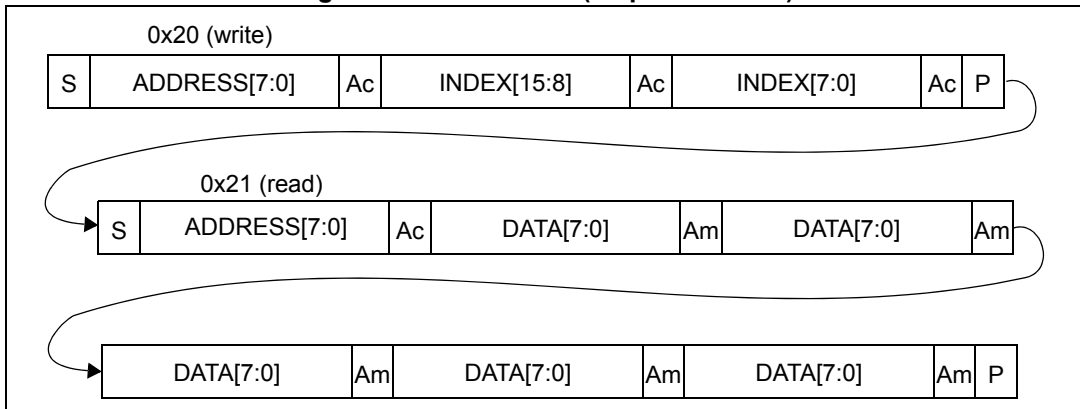 0x20 (write)
S ADDRESS[7:0] Ac INDEX[15:8] Ac INDEX[7:0] Ac P
0x21 (read)
S ADDRESS[7:0] Ac DATA[7:0] Am DATA[7:0] Am
DATA[7:0] Am DATA[7:0] Am DATA[7:0] Am P